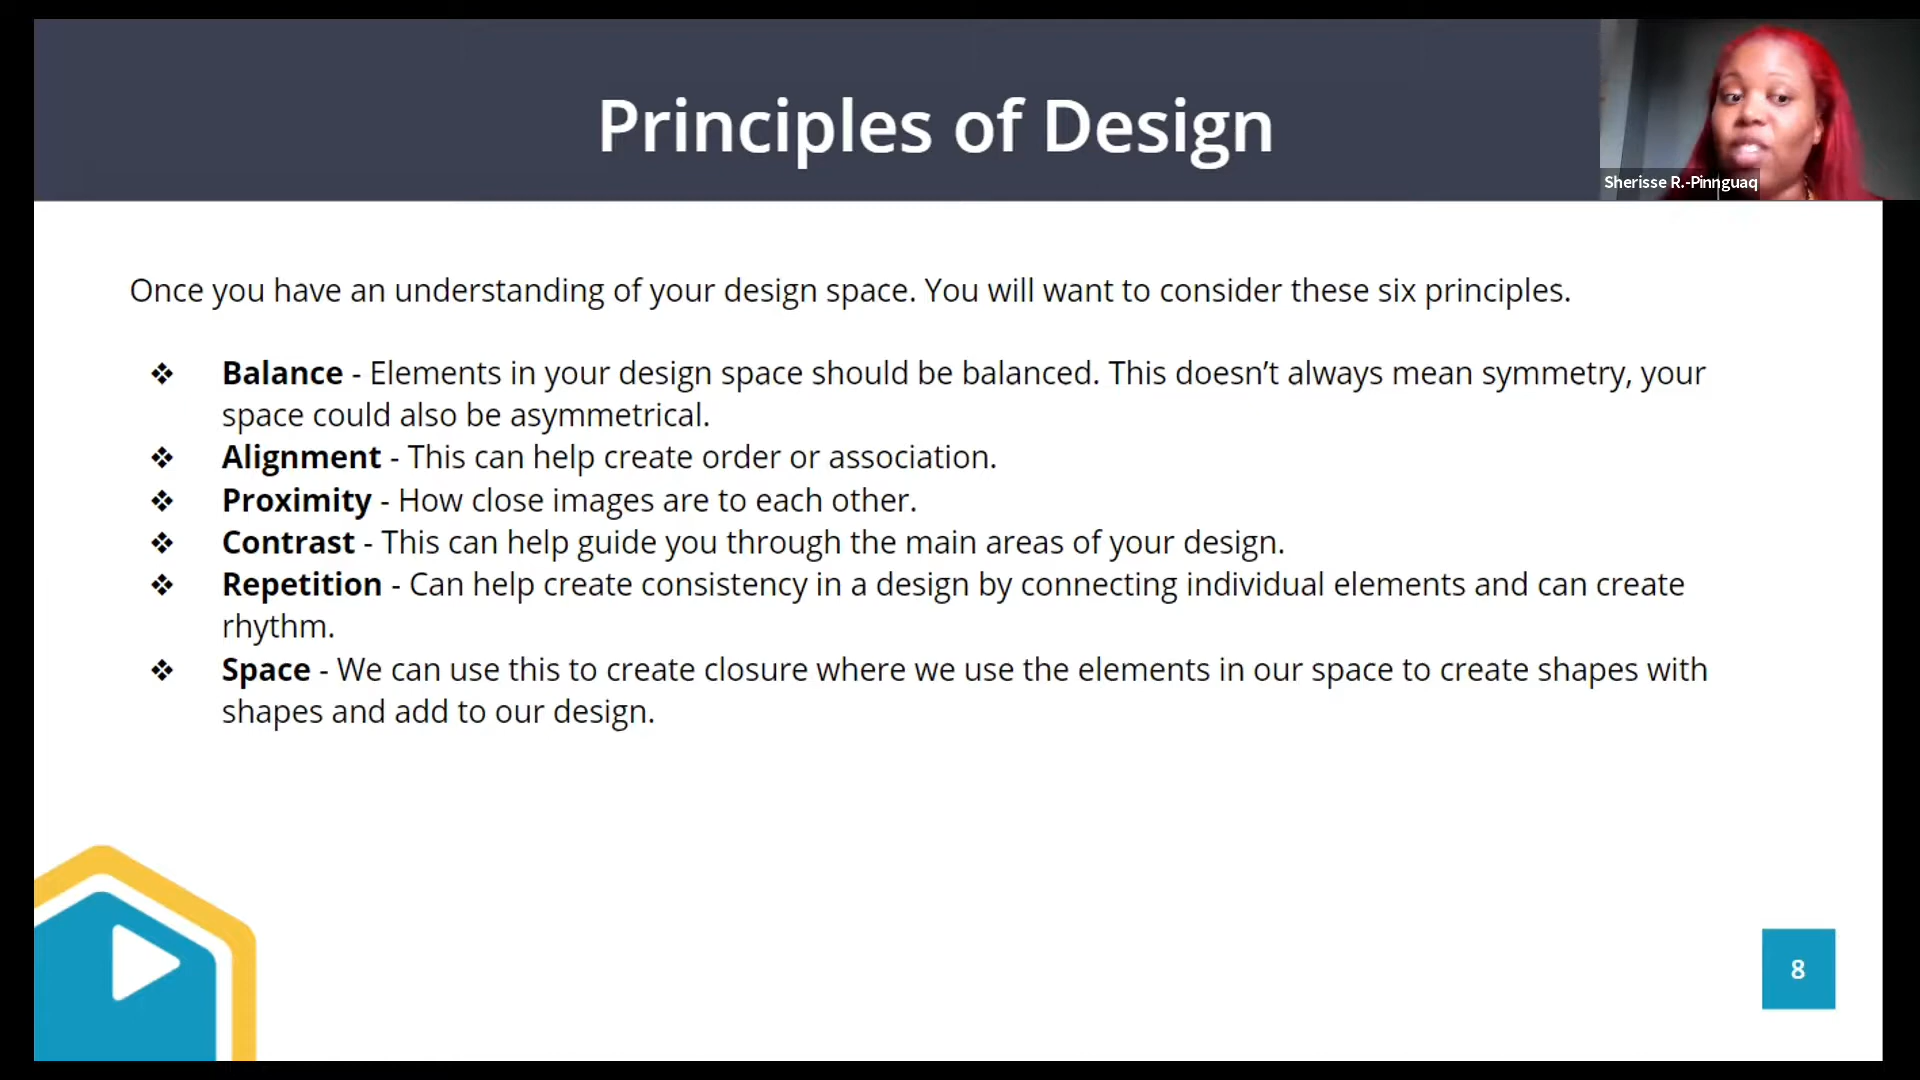 Principles of Design
Sherisse R.-Pinnguaq
Once you have an understanding of your design space. You will want to consider these six principles.
❖ Balance - Elements in your design space should be balanced. This doesn’t always mean symmetry, your
space could also be asymmetrical.
❖ Alignment - This can help create order or association.
❖ Proximity - How close images are to each other.
❖ Contrast - This can help guide you through the main areas of your design.
❖ Repetition - Can help create consistency in a design by connecting individual elements and can create
rhythm.
❖ Space - We can use this to create closure where we use the elements in our space to create shapes with
shapes and add to our design.
8